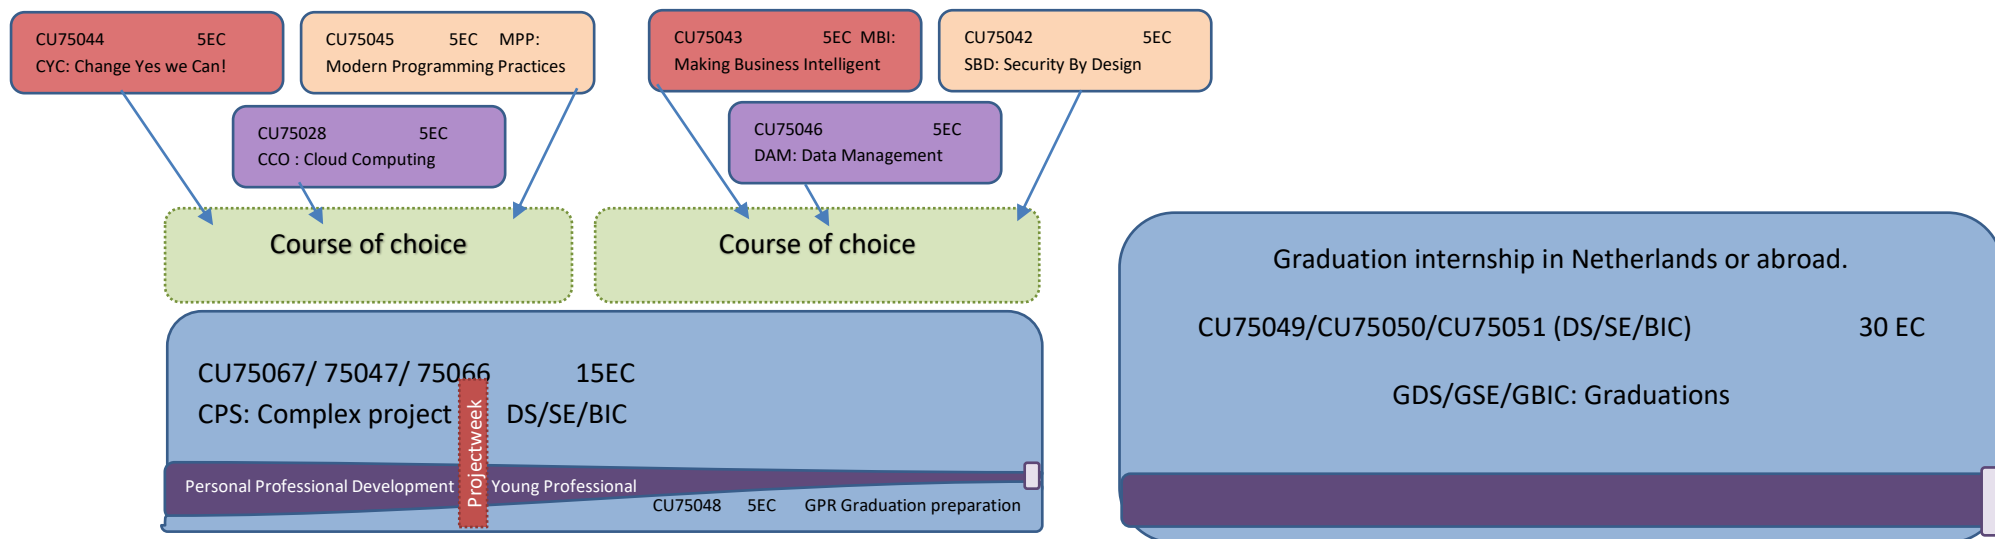 CU75044 5EC
CYC: Change Yes we Can!
CU75045 5EC MPP:
Modern Programming Practices
CU75043 5EC MBI:
Making Business Intelligent
CU75042 5EC
SBD: Security By Design
CU75028 5EC
CCO : Cloud Computing
CU75046 5EC
DAM: Data Management
Course of choice
Course of choice
CU75067/ 75047/ 75066 15EC
CPS: Complex project DS/SE/BIC
Projectweek
Personal Professional Development
Young Professional
CU75048 5EC GPR Graduation preparation
Graduation internship in Netherlands or abroad.
CU75049/CU75050/CU75051 (DS/SE/BIC) 30 EC
GDS/GSE/GBIC: Graduations